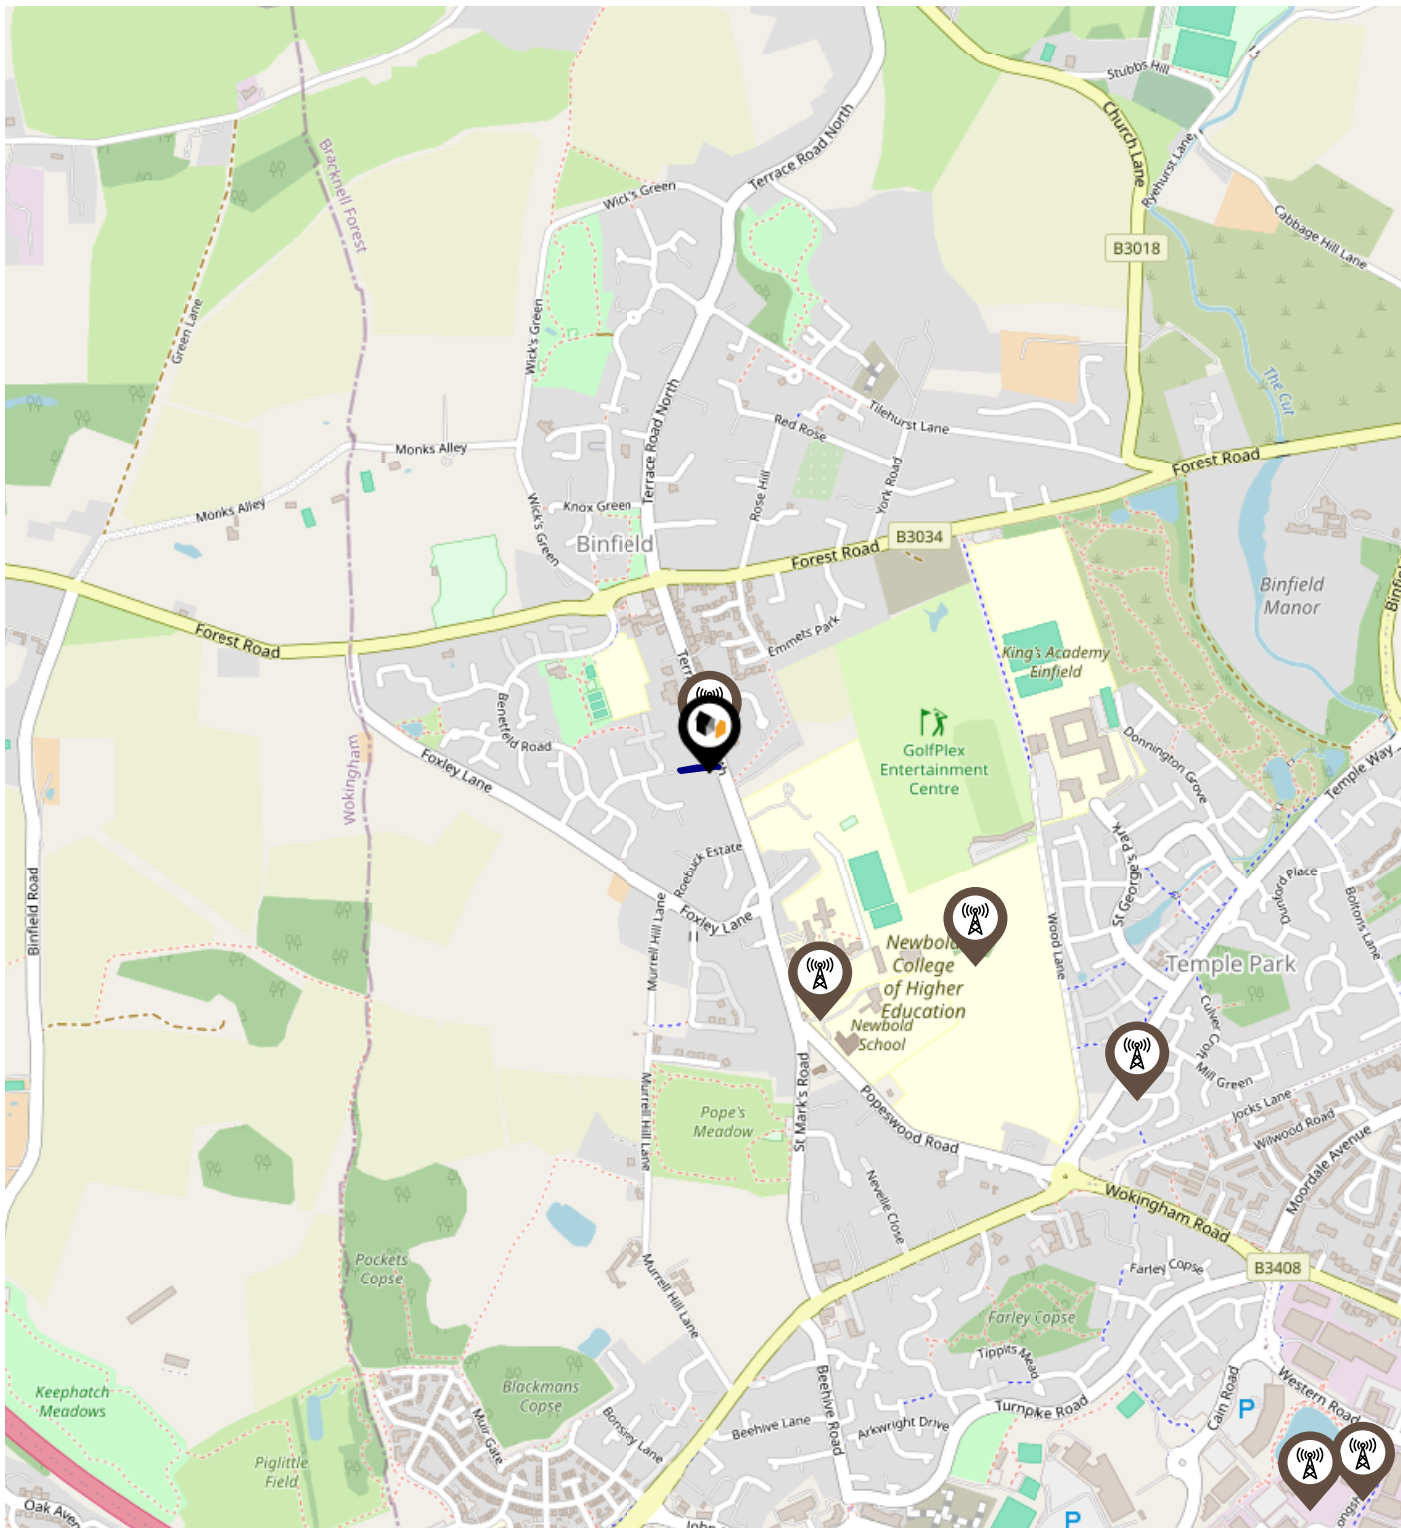 Stubbs Hill
Church Lane
Terrace Road North
Ryehurst Lane
Bracknell Forest
Wick's Green
Cabbage Hill Lane
B3018
Green Lane
Wick's Green
The Cut
Terrace Road North
Tilehurst Lane
Red Rose
Monks Alley
Forest Road
York Road
Rose Hill
Monks Alley
Knox Green
Wick's Green
B3034
Binfield
Forest Road
Binfield
Manor
Forest Road
Emmets Park
King's Academy
Binfield
Benetfeld Road
GolfPlex
Entertainment
Centre
Donnington Grove
Temple Way
Foxley Lane
Wokingham
Roebuck Estate
St George's Park
Dunford Place
Boltons Lane
Binfield Road
Foxley Lane
Murrell Hill Lane
Wood Lane
Newbold
College
of Higher
Education
Temple Park
Newbold
School
Culver Croft
Mill Green
Jocks Lane
St Mark's Road
Murrell Hill Lane
Pope's
Meadow
Popeswood Road
Wilwood Road
Moordale Avenue
Nevelle Close
Wokingham Road
Pockets
Copse
Farley Copse
B3408
Murrell Hill Lane
Farley Copse
Tippits Mead
Keephatch
Meadows
Blackmans
Copse
Beehive Road
Turnpike Road
Cain Road
Western Road
P
Muir Gate
Bonsley Lane
Beehive Lane
Arkwright Drive
Piglittle
Field
P